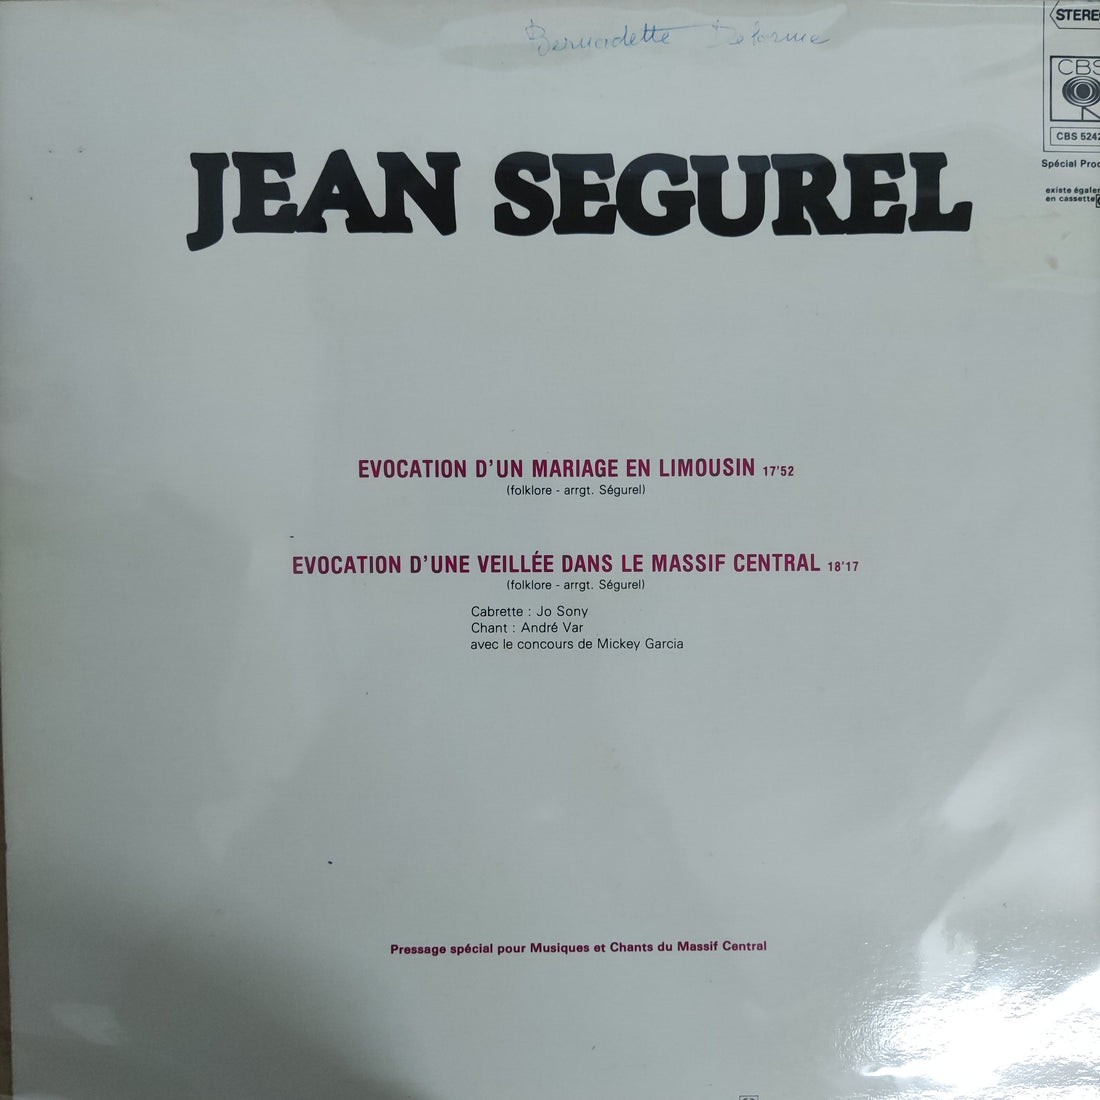 Bernadette
STEREO
CBS
CBS 5242
Spécial Prod
existe égalem
en cassette
JEAN SEGUREL
EVOCATION D'UN MARIAGE EN LIMOUSIN 17'52
(folklore - arrgt. Ségurel)
EVOCATION D'UNE VEILLÉE DANS LE MASSIF CENTRAL 18'17
(folklore - arrgt. Ségurel)
Cabrette : Jo Sony
Chant : André Var
avec le concours de Mickey Garcia
Pressage spécial pour Musiques et Chants du Massif Central